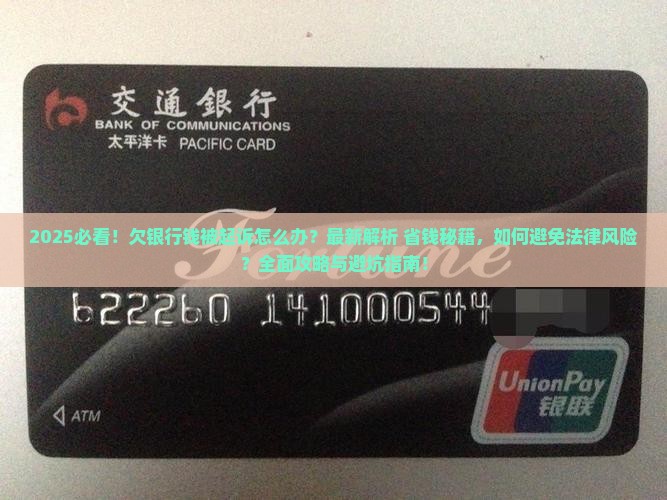 交通銀行
BANK OF COMMUNICATIONS
太平洋卡 PACIFIC CARD
Fortune
2025必看！欠银行钱被起诉怎么办？最新解析 省钱秘籍，如何避免法律风险
？全面攻略与避坑指南！
622260 141000544
UnionPay
银联
ATM